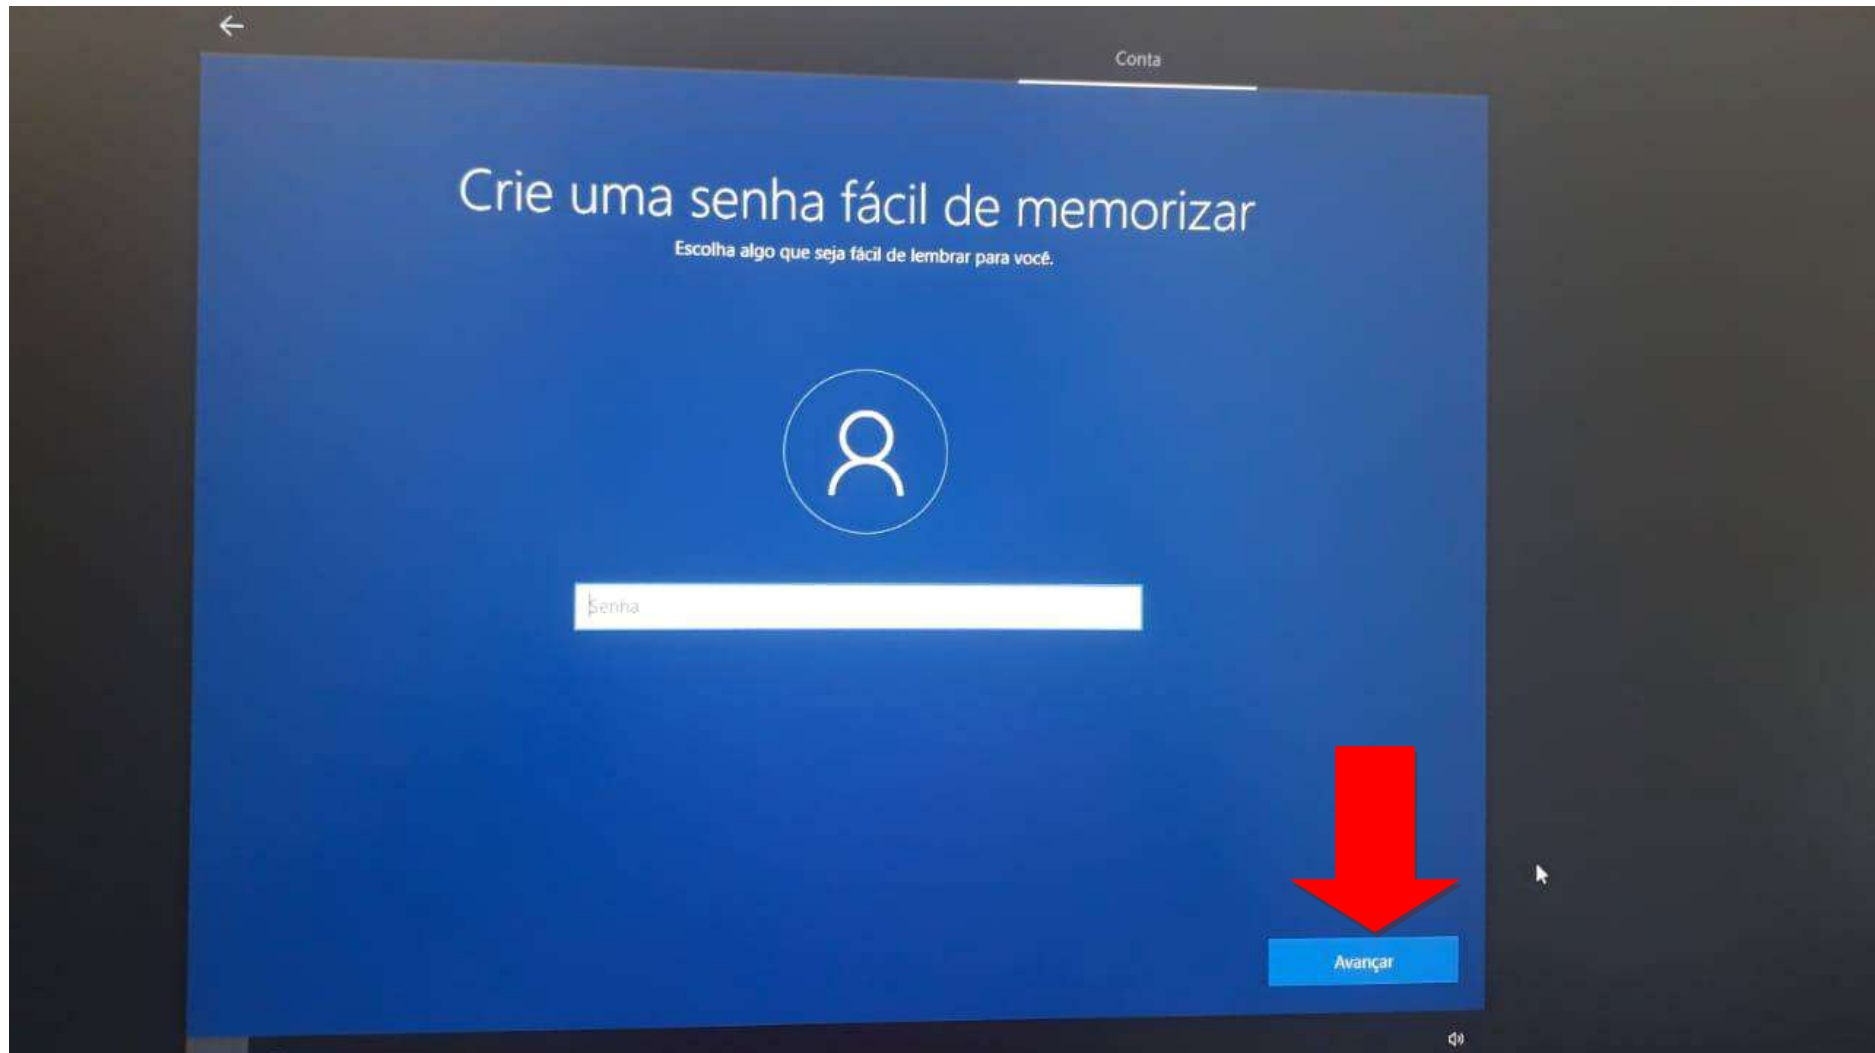 Conta
Crie uma senha fácil de memorizar
Escolha algo que seja fácil de lembrar para você.
Senha
Avançar